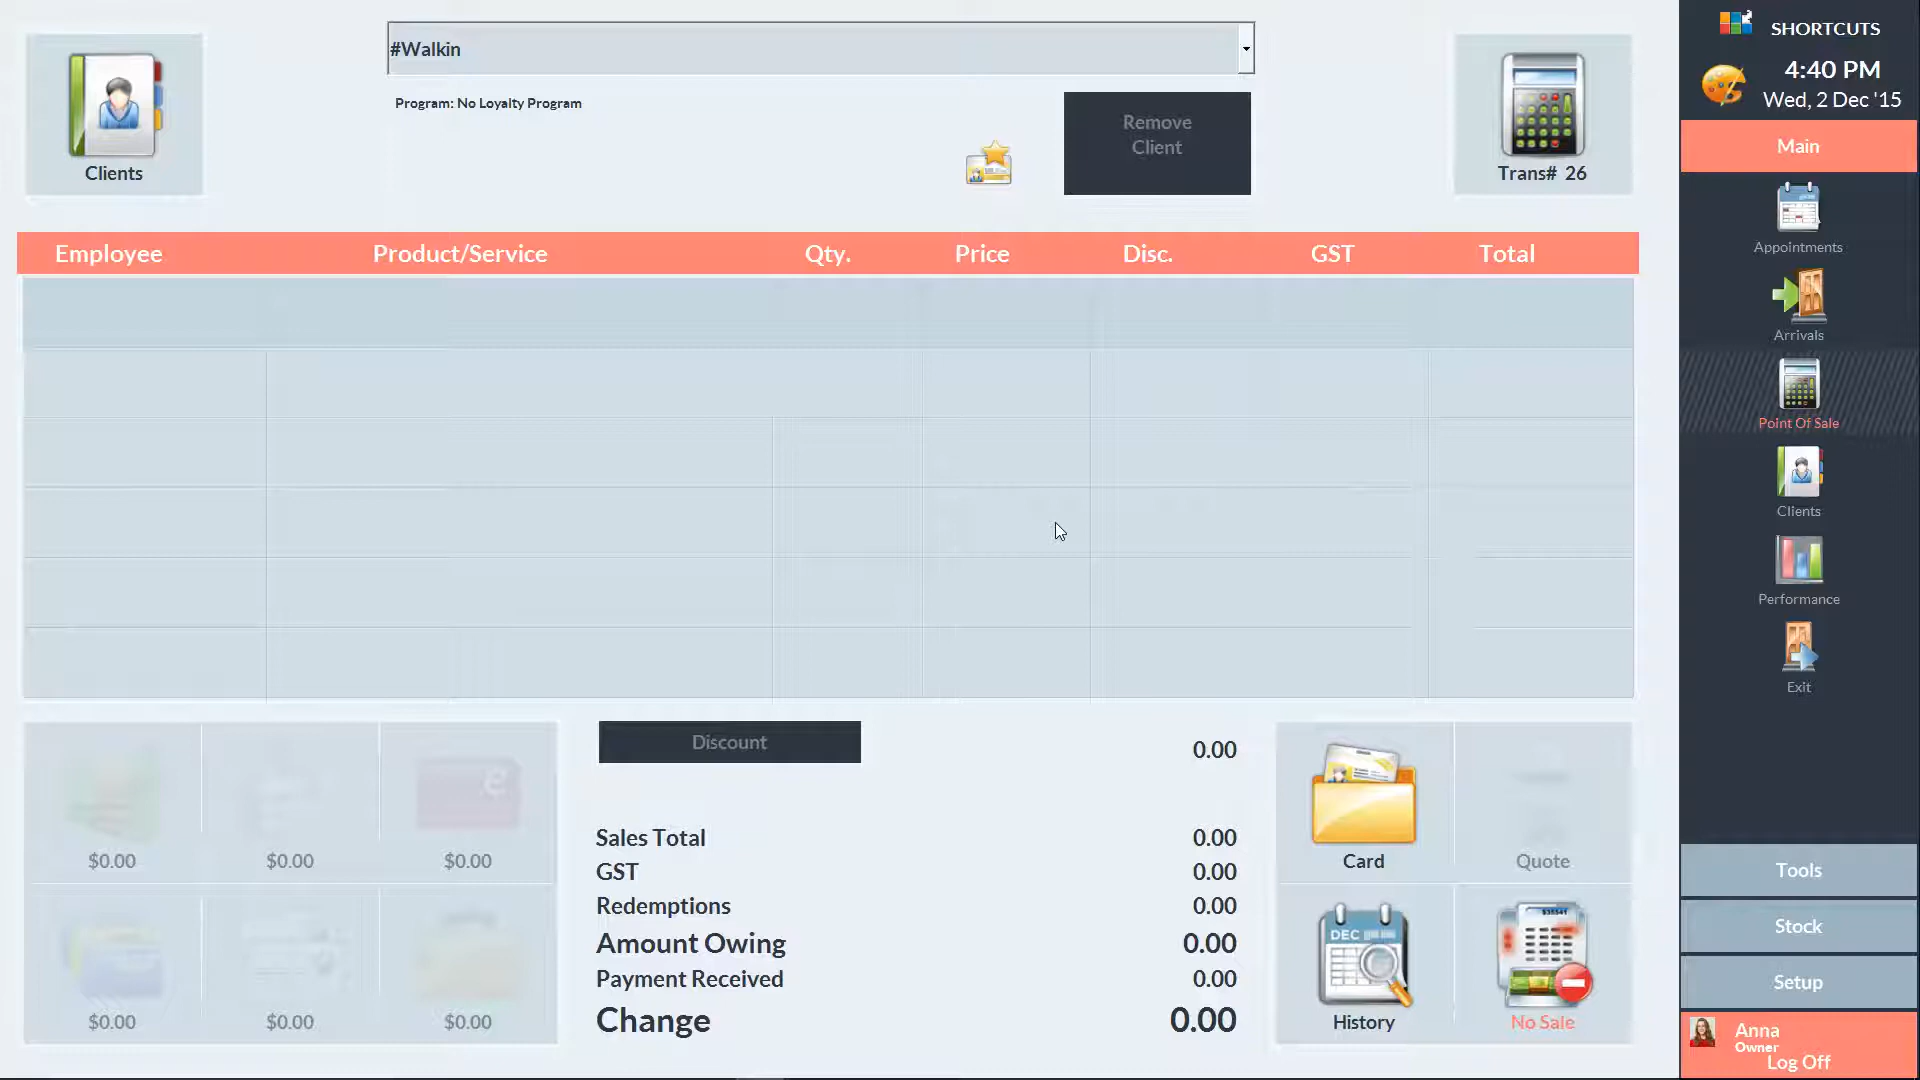 #Walkin
Program: No Loyalty Program
Clients
Remove
Client
Trans# 26
Employee Product/Service Qty. Price Disc. GST Total
Discount 0.00
Sales Total 0.00
GST 0.00
Redemptions 0.00
Amount Owing 0.00
Payment Received 0.00
Change 0.00
$0.00 $0.00 $0.00
$0.00 $0.00 $0.00
Card
Quote
DEC
History
No Sale
SHORTCUTS
4:40 PM
Wed, 2 Dec '15
Main
Appointments
Arrivals
Point Of Sale
Clients
Performance
Exit
Tools
Stock
Setup
Anna
Owner
Log Off